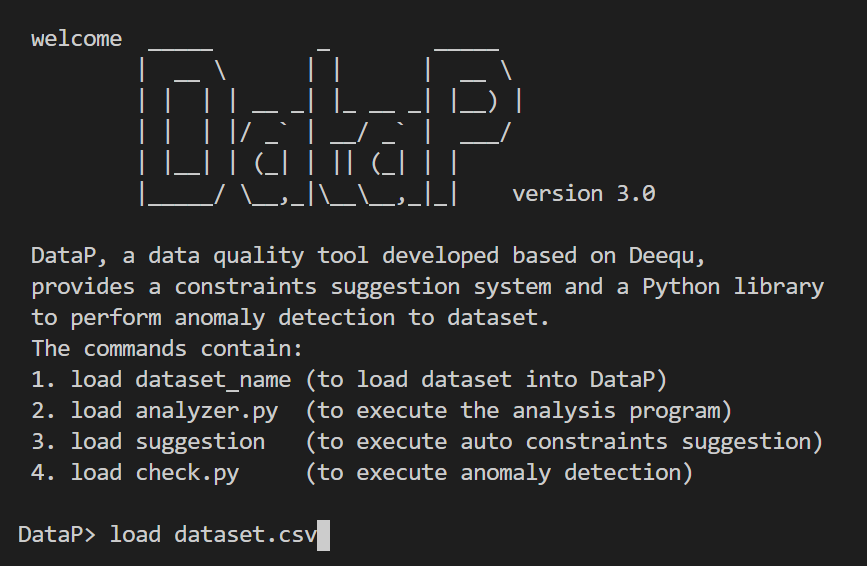 welcome
DataP
version 3.0
DataP, a data quality tool developed based on Deequ,
provides a constraints suggestion system and a Python library
to perform anomaly detection to dataset.
The commands contain:
1. load dataset_name (to load dataset into DataP)
2. load analyzer.py  (to execute the analysis program)
3. load suggestion   (to execute auto constraints suggestion)
4. load check.py     (to execute anomaly detection)
DataP> load dataset.csv